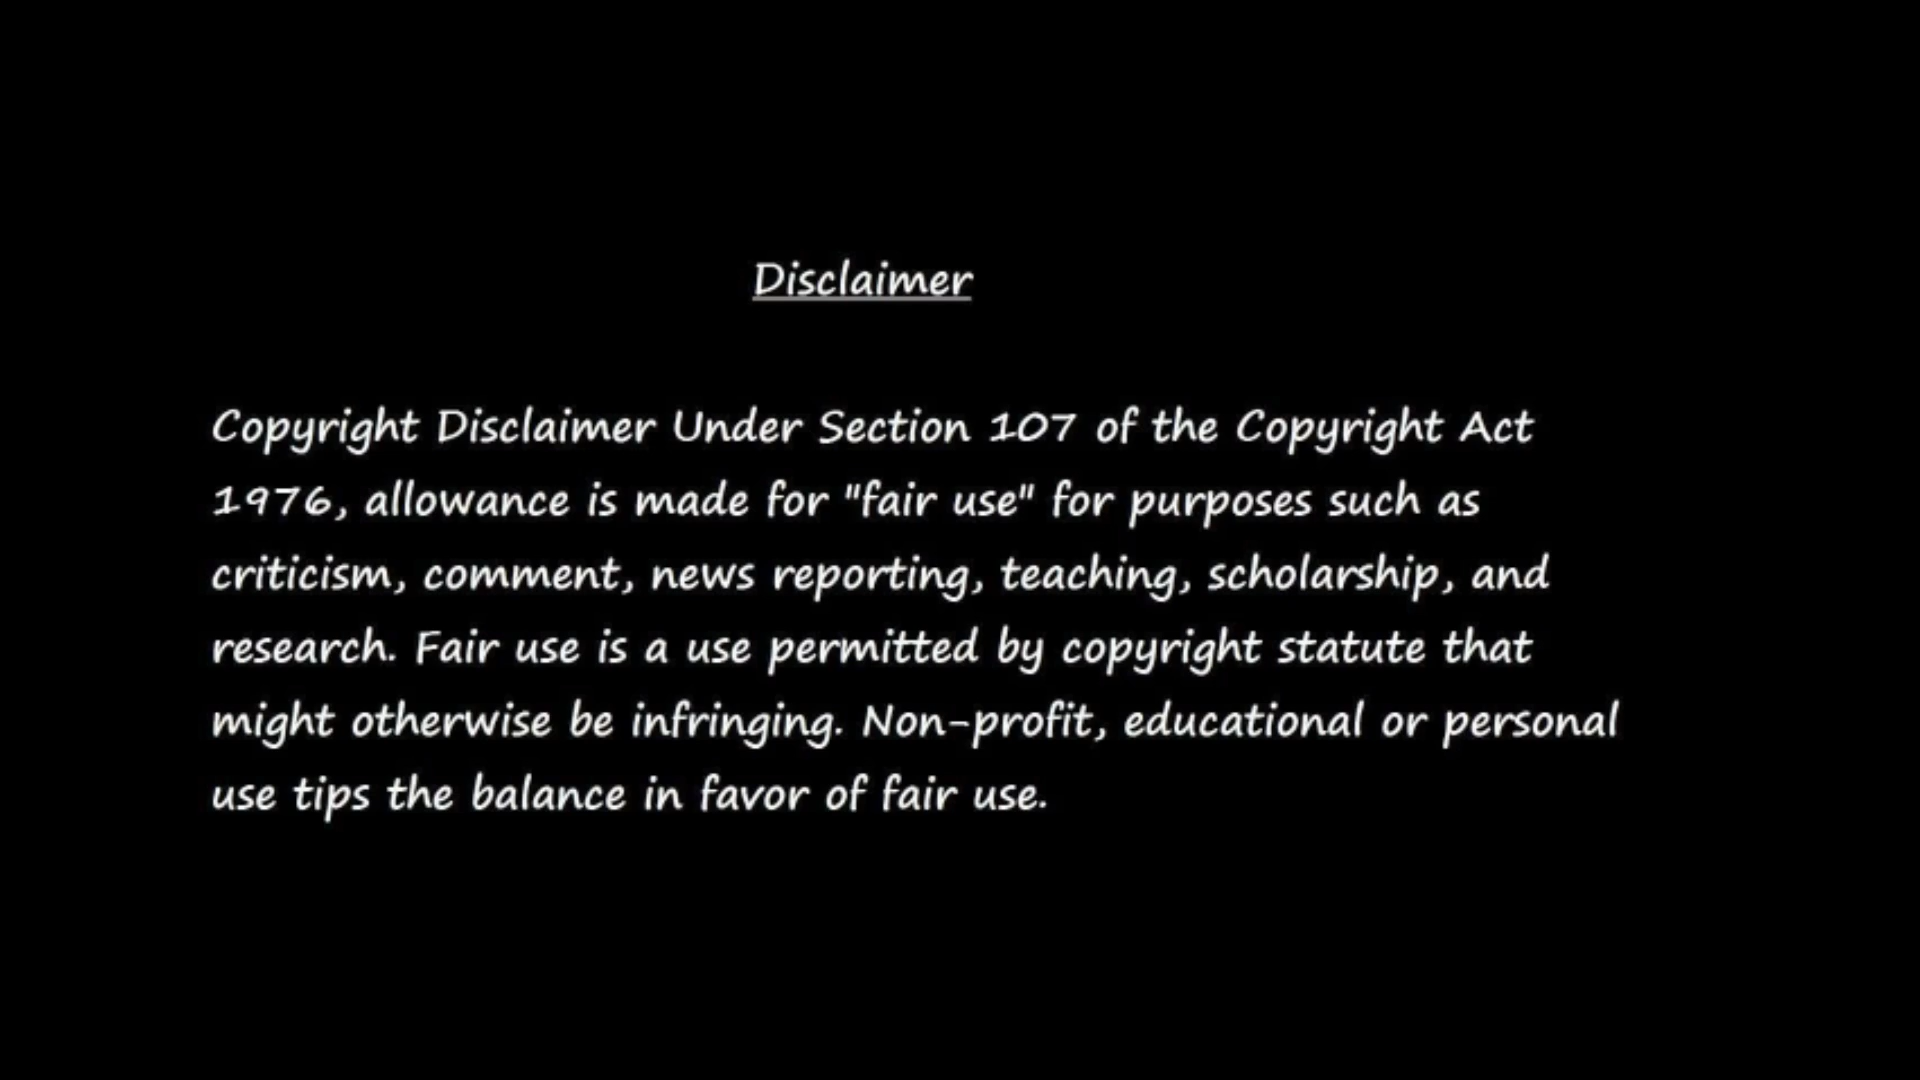 Disclaimer
Copyright Disclaimer Under Section 107 of the Copyright Act
1976, allowance is made for "fair use" for purposes such as
criticism, comment, news reporting, teaching, scholarship, and
research. Fair use is a use permitted by copyright statute that
might otherwise be infringing. Non-profit, educational or personal
use tips the balance in favor of fair use.